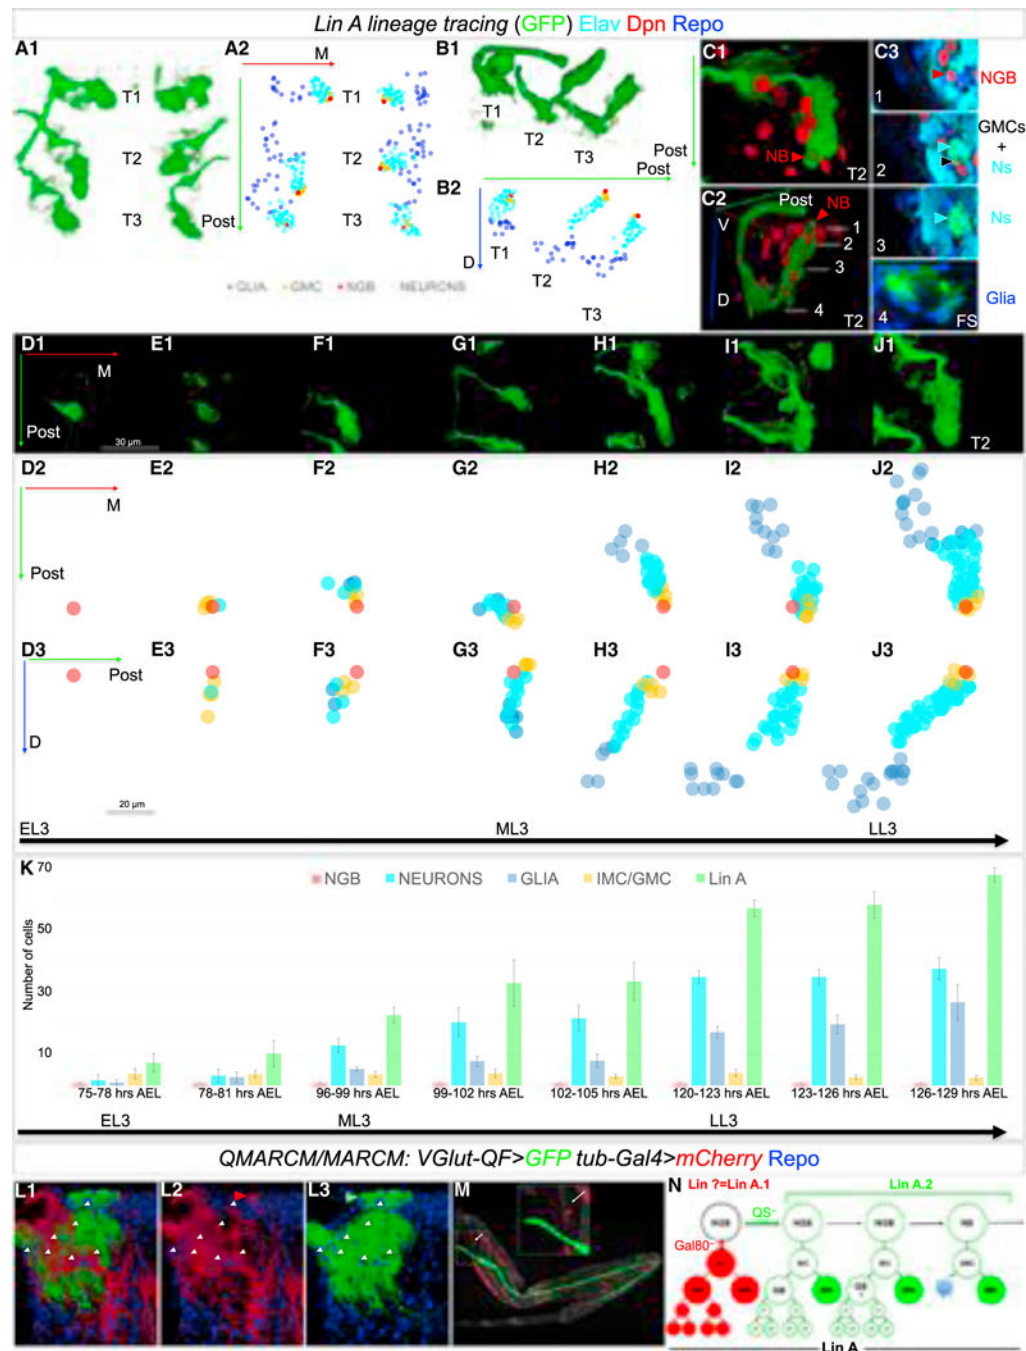 Lin A lineage tracing (GFP) Elav Dpn Repo
A1
T1
T2
T3
A2
M
T1
T2
T3
Post
B1
T1
T2
T3
Post
Post
B2
T1
T2
T3
D
GLIA GMC NGB NEURONS
C1
NB
T2
C2
Post
NB
V
1
2
3
4
D
T2
C3
NGB
1
GMCs
+
Ns
2
Ns
3
Glia
4
FS
D1
M
Post
30 µm
E1
F1
G1
H1
I1
J1
T2
D2
M
Post
E2
F2
G2
H2
I2
J2
D3
Post
D
20 µm
E3
F3
G3
H3
I3
J3
EL3 ML3 LL3
K
NGB NEURONS GLIA IMC/GMC Lin A
Number of cells
70
50
30
10
75-78 hrs AEL 78-81 hrs AEL 96-99 hrs AEL 99-102 hrs AEL 102-105 hrs AEL 120-123 hrs AEL 123-126 hrs AEL 126-129 hrs AEL
EL3 ML3 LL3
QMARCM/MARCM: VGlut-QF>GFP tub-Gal4>mCherry Repo
L1
L2
L3
M
N
Lin ?=Lin A.1 Lin A.2
QS⁻
Gal80⁻
Lin A